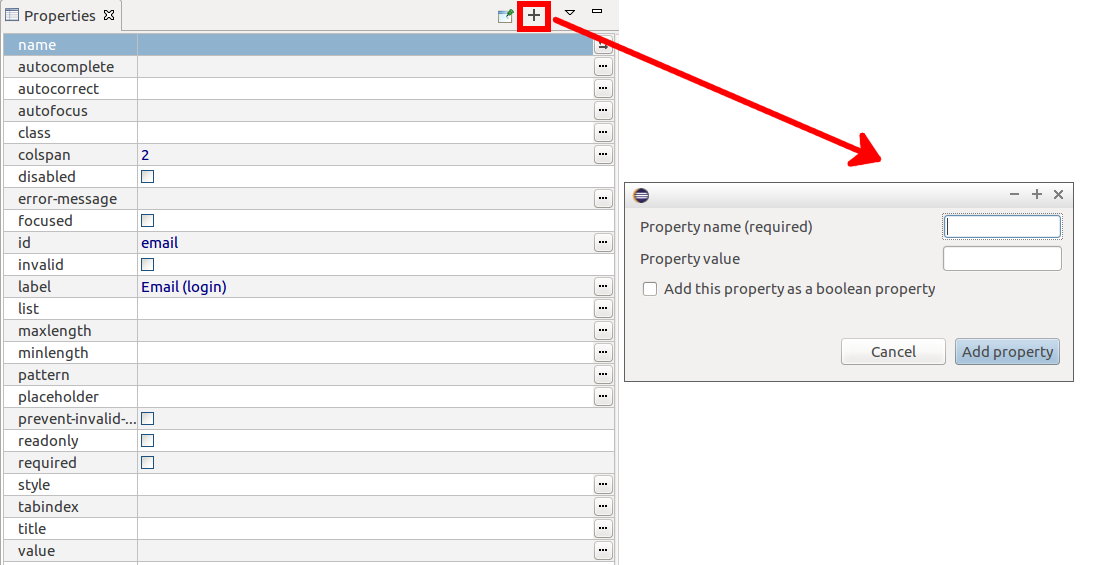 Properties
name
autocomplete
autocorrect
autofocus
class
colspan 2
disabled
error-message
focused
id email
invalid
label Email (login)
list
maxlength
minlength
pattern
placeholder
prevent-invalid-...
readonly
required
style
tabindex
title
value
Property name (required)
Property value
Add this property as a boolean property
Cancel Add property